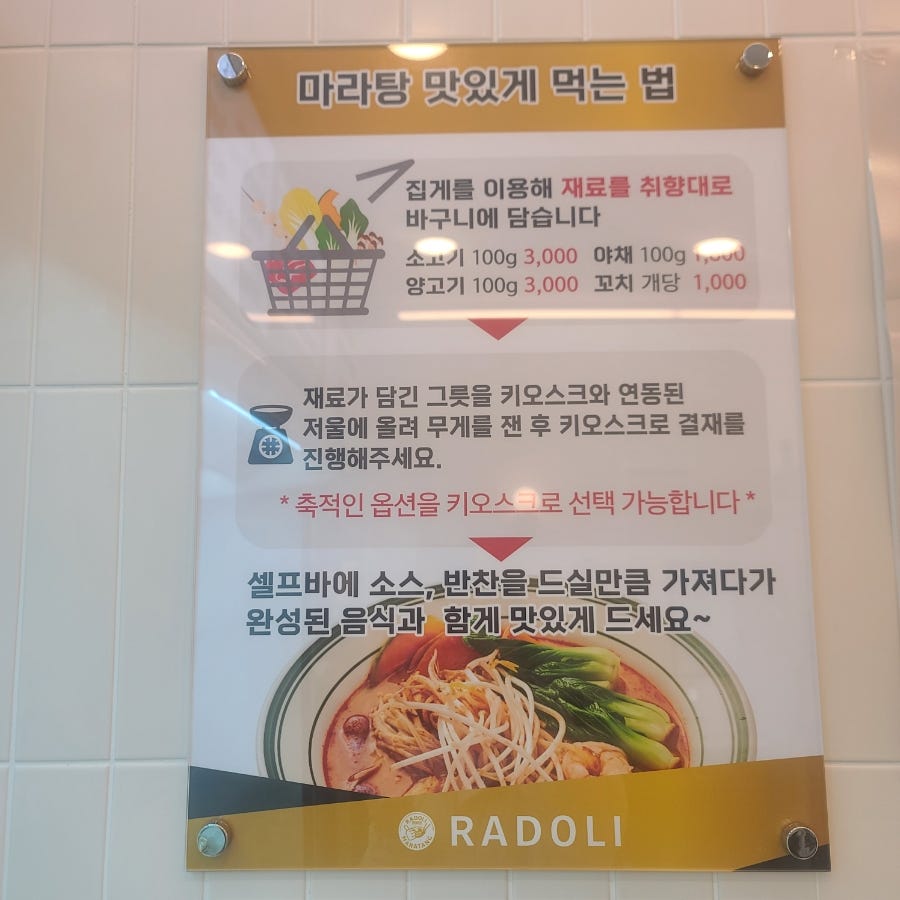 마라탕 맛있게 먹는 법
집게를 이용해 재료를 취향대로
바구니에 담습니다
소고기 100g 3,000 야채 100g
양고기 100g 3,000 꼬치 개당 1,000
재료가 담긴 그릇을 키오스크와 연동된
저울에 올려 무게를 잰 후 키오스크로 결재를
진행해주세요.
* 축적인 옵션을 키오스크로 선택 가능합니다 *
셀프바에 소스, 반찬을 드실만큼 가져다가
완성된 음식과 함게 맛있게 드세요~
RADOLI
MARATANG
RADOLI